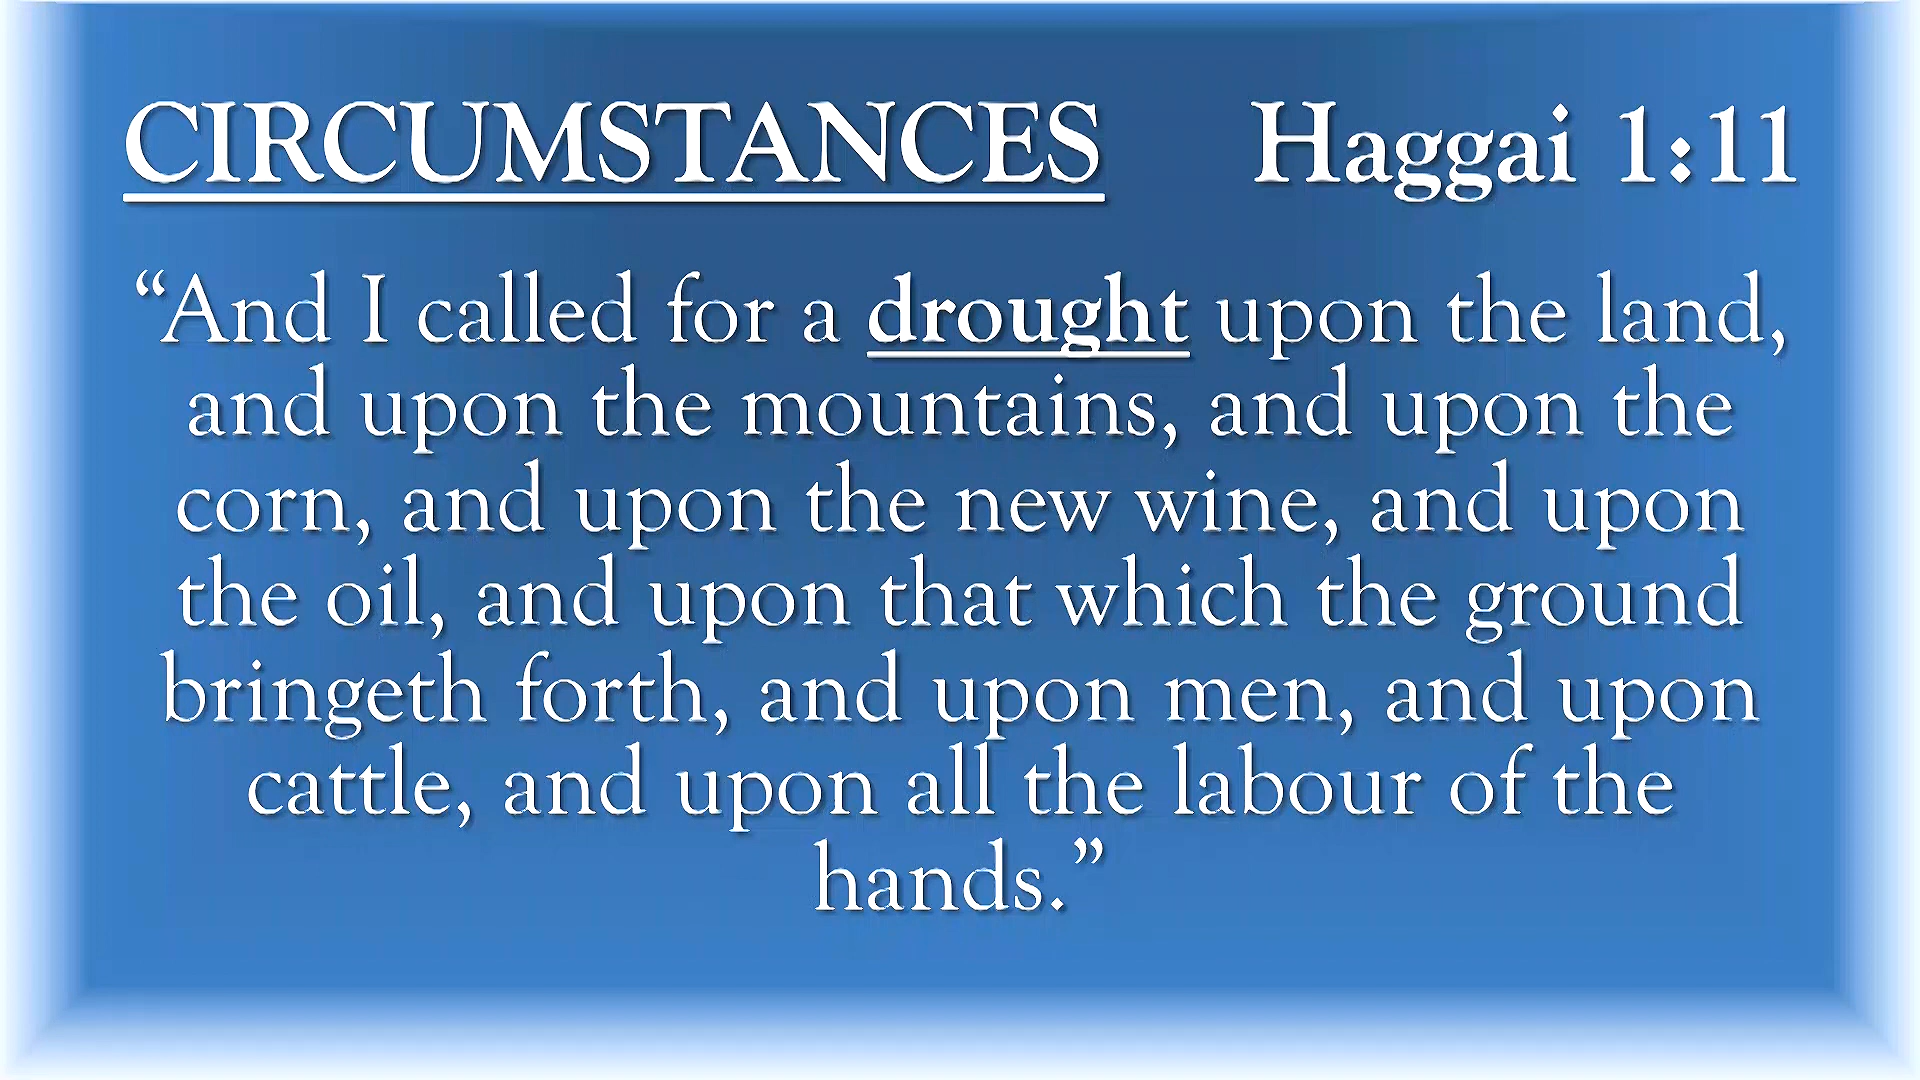 CIRCUMSTANCES Haggai 1:11
“And I called for a drought upon the land,
and upon the mountains, and upon the
corn, and upon the new wine, and upon
the oil, and upon that which the ground
bringeth forth, and upon men, and upon
cattle, and upon all the labour of the
hands.”